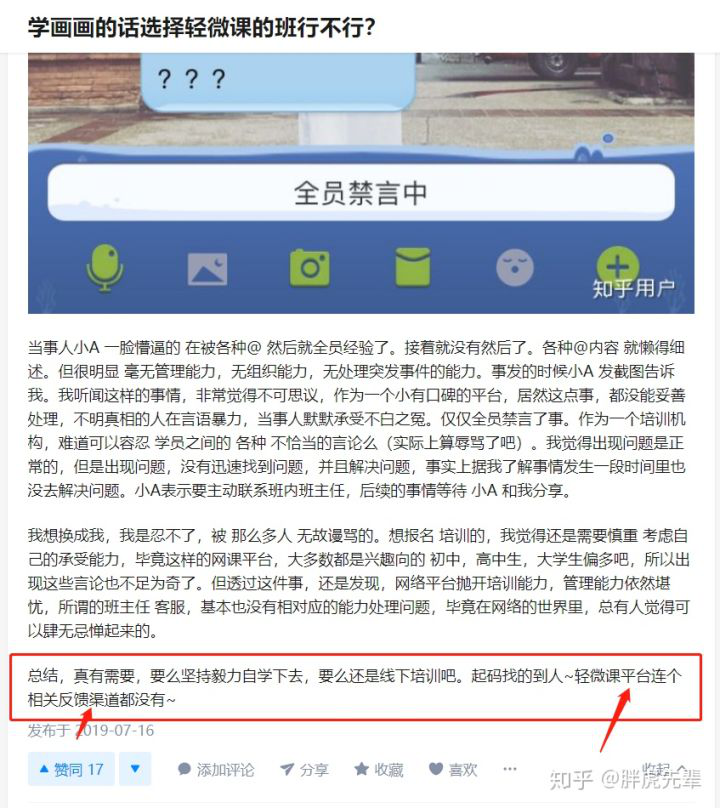 学画画的话选择轻微课的班行不行？
？？？
全员禁言中
知乎用户
当事人小A 一脸懵逼的 在被各种@ 然后就全员经验了。接着就没有然后了。各种@内容 就懒得细
述。但很明显 毫无管理能力，无组织能力，无处理突发事件的能力。事发的时候小A 发截图告诉
我。我听闻这样的事情，非常觉得不可思议，作为一个小有口碑的平台，居然这点事，都没能妥善
处理，不明真相的人在言语暴力，当事人默默承受不白之冤。仅仅全员禁言了事。作为一个培训机
构，难道可以容忍 学员之间的 各种 不恰当的言论么（实际上算辱骂了吧）。我觉得出现问题是正
常的，但是出现问题，没有迅速找到问题，并且解决问题，事实上据我了解事情发生一段时间里也
没去解决问题。小A表示要主动联系班内班主任，后续的事情等待 小A 和我分享。
我想换成我，我是忍不了，被 那么多人 无故谩骂的。想报名 培训的，我觉得还是需要慎重 考虑自
己的承受能力，毕竟这样的网课平台，大多数都是兴趣向的 初中，高中生，大学生偏多吧，所以出
现这些言论也不足为奇了。但透过这件事，还是发现，网络平台抛开培训能力，管理能力依然堪
忧，所谓的班主任 客服，基本也没有相对应的能力处理问题，毕竟在网络的世界里，总有人觉得可
以肆无忌惮起来的。
总结，真有需要，要么坚持毅力自学下去，要么还是线下培训吧。起码找的到人~轻微课平台连个
相关反馈渠道都没有~
发布于 2019-07-16
赞同 17 添加评论 分享 收藏 喜欢 ··· 收起
知乎 @胖虎先辈